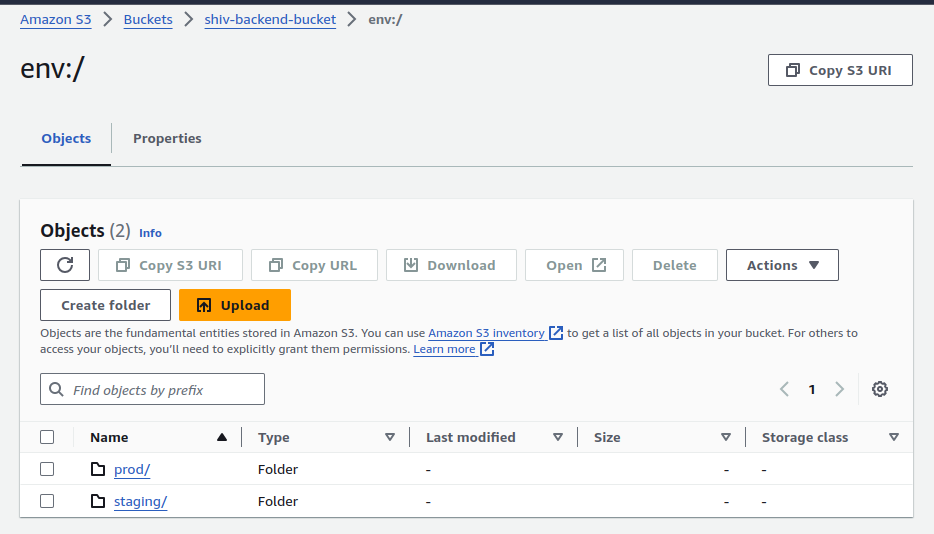 Amazon S3 > Buckets > shiv-backend-bucket > env:/
env:/
Copy S3 URI
Objects Properties
Objects (2) Info
Copy S3 URI Copy URL Download Open Delete Actions
Create folder Upload
Objects are the fundamental entities stored in Amazon S3. You can use Amazon S3 inventory to get a list of all objects in your bucket. For others to
access your objects, you'll need to explicitly grant them permissions. Learn more
Find objects by prefix
1
Name Type Last modified Size Storage class
prod/ Folder - - -
staging/ Folder - - -